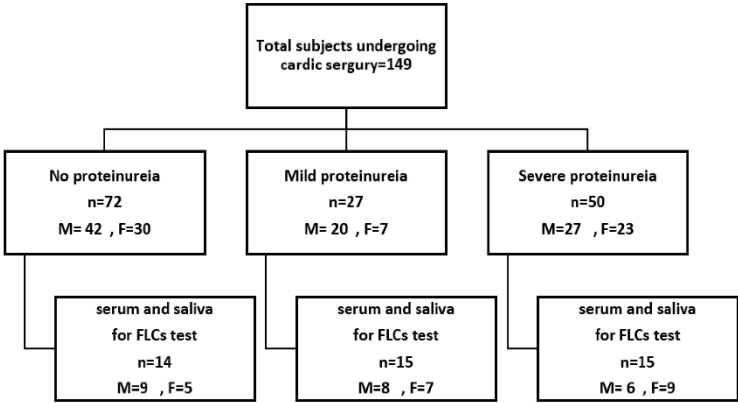 Total subjects undergoing
cardic sergury=149
No proteinureia
n=72
M= 42 , F=30
Mild proteinureia
n=27
M= 20 , F=7
Severe proteinureia
n=50
M=27 , F=23
serum and saliva
for FLCs test
n=14
M=9 , F=5
serum and saliva
for FLCs test
n=15
M=8 , F=7
serum and saliva
for FLCs test
n=15
M= 6 , F=9